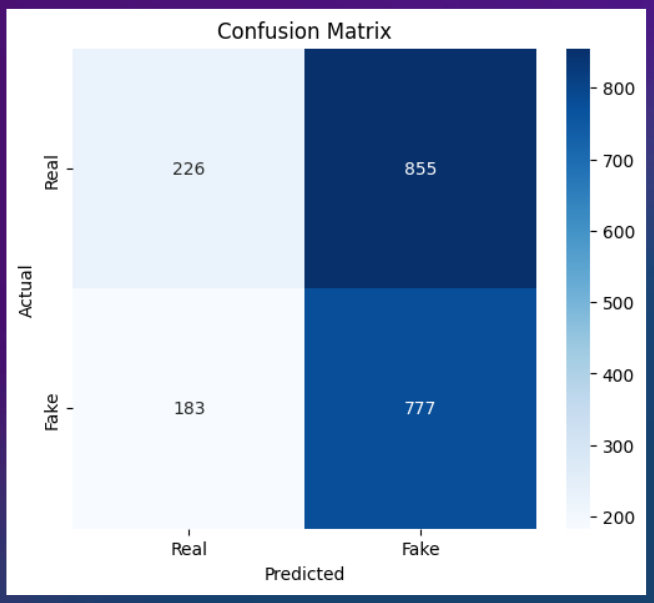 Confusion Matrix
Real
226
855
Fake
183
777
Actual
Real
Fake
Predicted
800
700
600
500
400
300
200